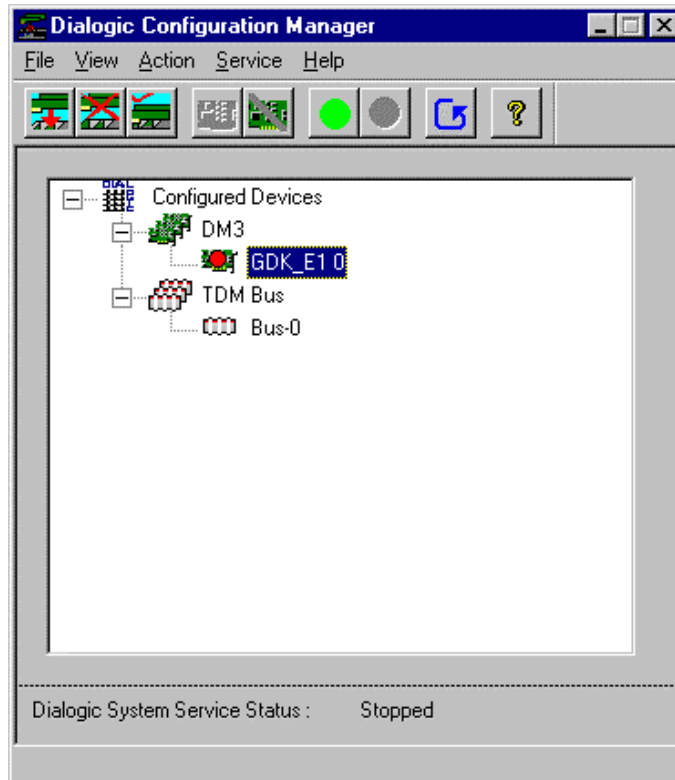 Dialogic Configuration Manager
File View Action Service Help
DIAL
Configured Devices
DM3
GDK_E1 0
TDM Bus
Bus-0
Dialogic System Service Status : Stopped